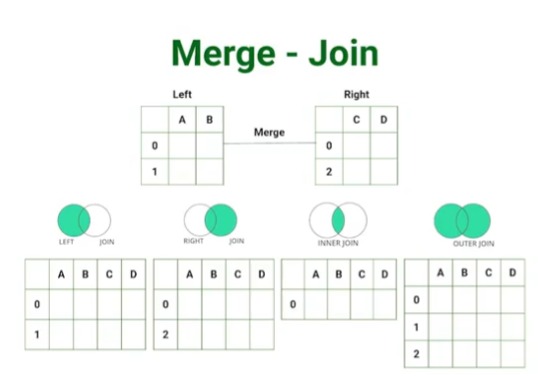 Merge - Join
Left
Right
A B
C D
Merge
0
0
1
2
LEFT JOIN
RIGHT JOIN
INNER JOIN
OUTER JOIN
A B C D
0
1
A B C D
0
2
A B C D
0
A B C D
0
1
2